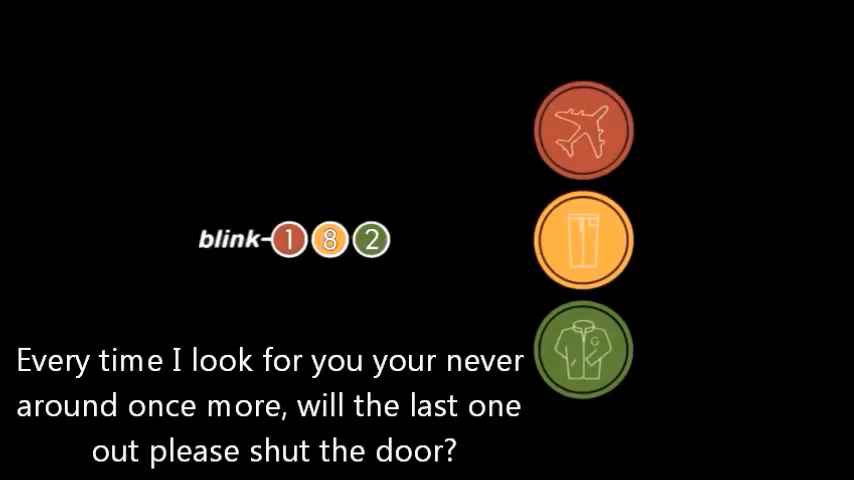 blink-182
Every time I look for you your never
around once more, will the last one
out please shut the door?
G